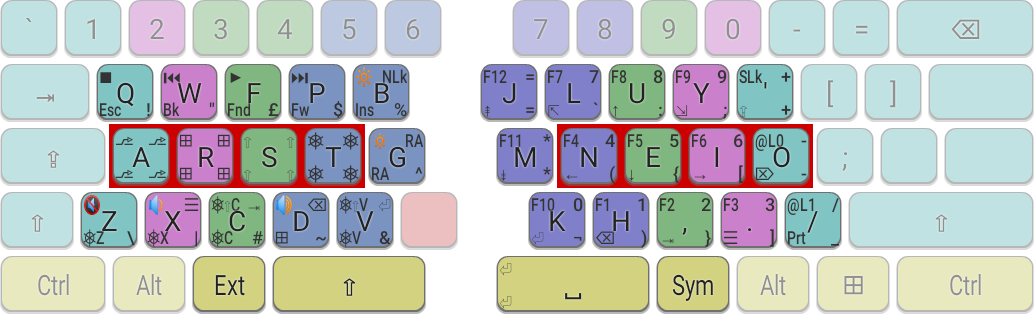 ` 1 2 3 4 5 6 7 8 9 0 - = ⌫
⇥ ■ Q Esc ! ⏮ W Bk " ▶ F Fnd £ ⏭ P Fw $ 🔅 NLk B Ins % F12 = J ⇟ = F7 7 L ⇱ ` F8 8 U ↑ : F9 9 Y ⇲ ; SLk + ' ⇧ + [ ]
⇪ A R S T 🔅 RA G RA ^ F11 * M ⇞ * F4 4 N ← ( F5 5 E ↓ { F6 6 I → [ @L0 - O ⌦ - ;
⇧ Z ❄Z \ ☰ X ❄X | ❄⇧C ⇥ C ❄C # ⌫ D ⊞ ~ ❄⇧V ⏎ V ❄V & F10 0 K ⏎ ¬ F1 1 H ⌫ ) F2 2 , ⇥ } F3 3 . ☰ ] @L1 / / Prt _ ⇧
Ctrl Alt Ext ⇧ ⏎ ␣ ⏎ Sym Alt ⊞ Ctrl